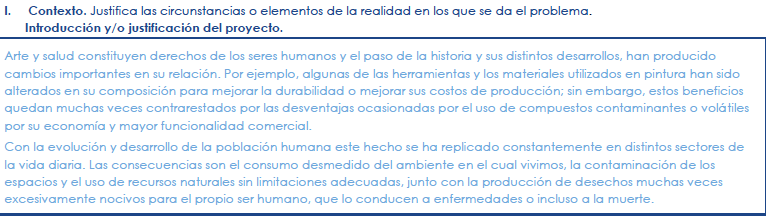 I. Contexto. Justifica las circunstancias o elementos de la realidad en los que se da el problema.
Introducción y/o justificación del proyecto.
Arte y salud constituyen derechos de los seres humanos y el paso de la historia y sus distintos desarrollos, han producido
cambios importantes en su relación. Por ejemplo, algunas de las herramientas y los materiales utilizados en pintura han sido
alterados en su composición para mejorar la durabilidad o mejorar sus costos de producción; sin embargo, estos beneficios
quedan muchas veces contrarestados por las desventajas ocasionadas por el uso de compuestos contaminantes o volátiles
por su economía y mayor funcionalidad comercial.
Con la evolución y desarrollo de la población humana este hecho se ha replicado constantemente en distintos sectores de
la vida diaria. Las consecuencias son el consumo desmedido del ambiente en el cual vivimos, la contaminación de los
espacios y el uso de recursos naturales sin limitaciones adecuadas, junto con la producción de desechos muchas veces
excesivamente nocivos para el propio ser humano, que lo conducen a enfermedades o incluso a la muerte.